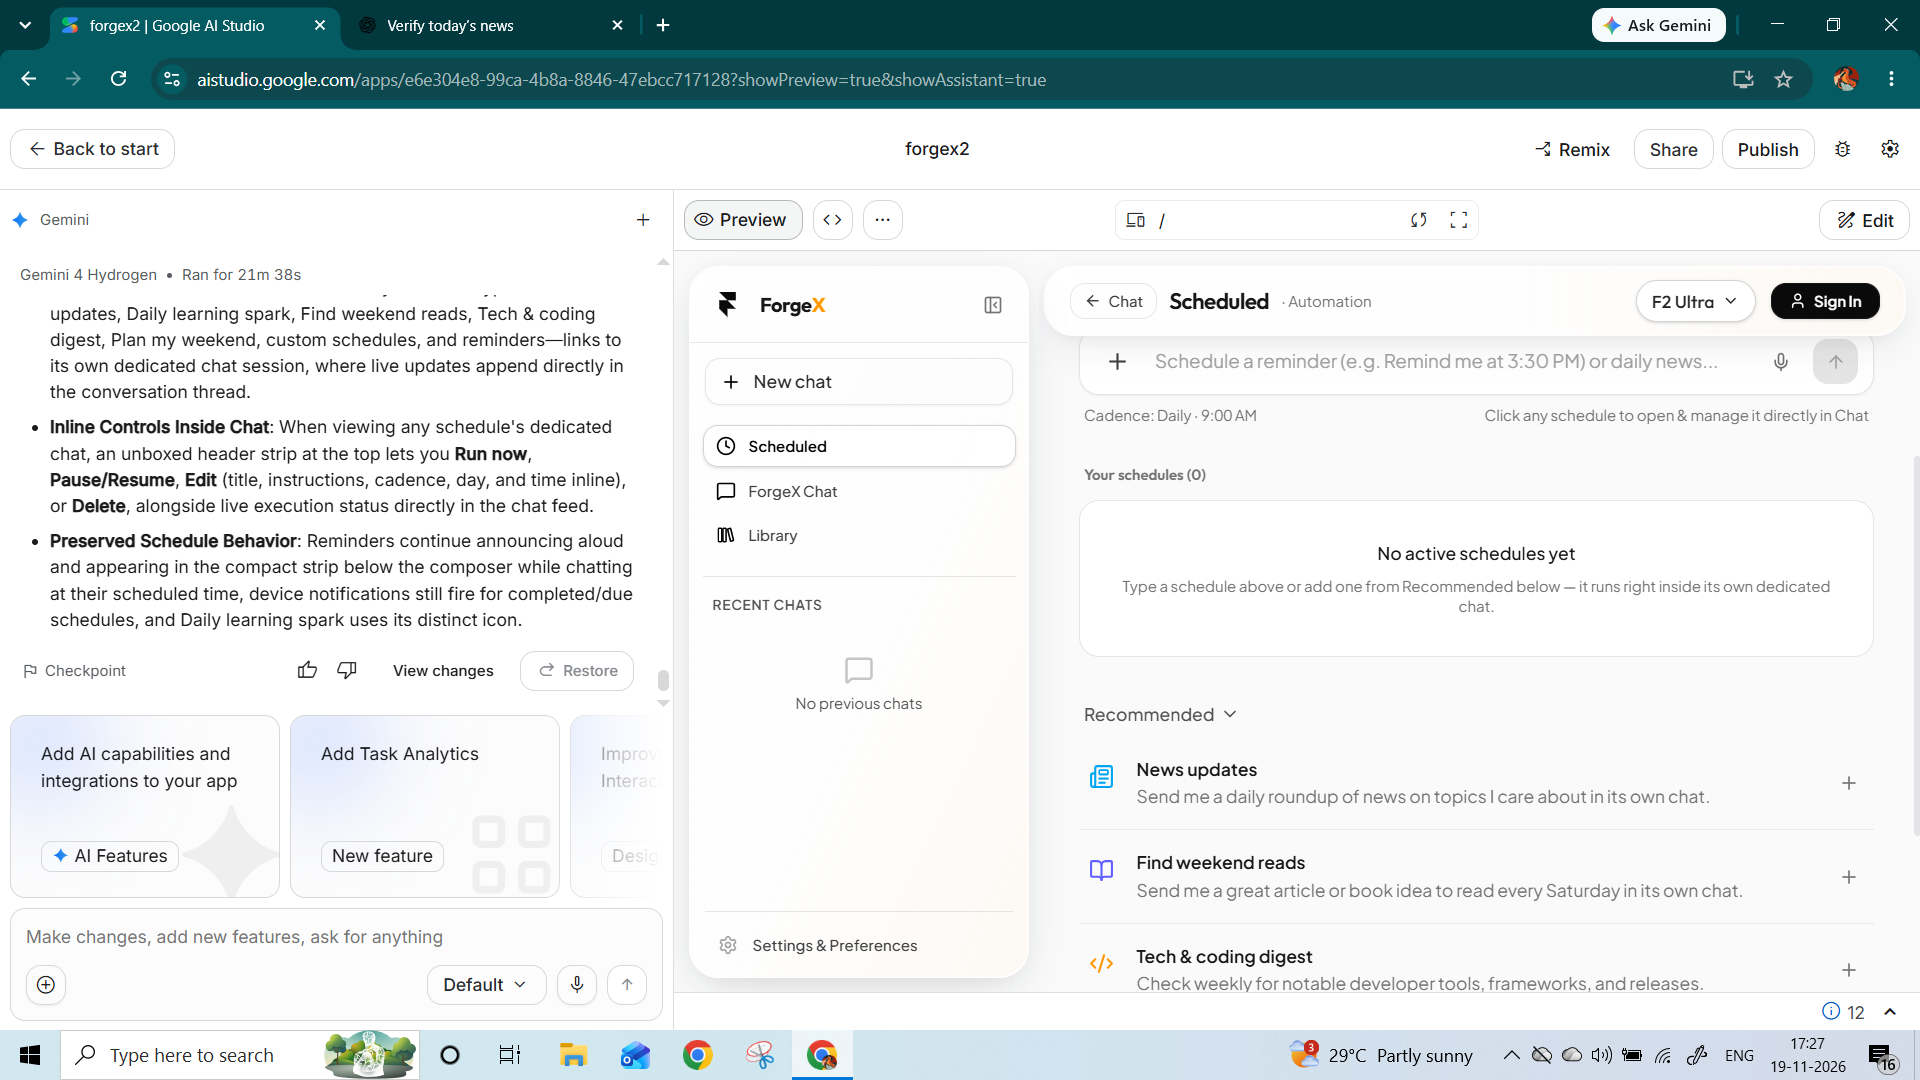 forgex2 | Google AI Studio
Verify today's news
Ask Gemini
aistudio.google.com/apps/e6e304e8-99ca-4b8a-8846-47ebcc717128?showPreview=true&showAssistant=true
Back to start
forgex2
Remix
Share
Publish
Gemini
Preview
/
Edit
Gemini 4 Hydrogen • Ran for 21m 38s
updates, Daily learning spark, Find weekend reads, Tech & coding
digest, Plan my weekend, custom schedules, and reminders—links to
its own dedicated chat session, where live updates append directly in
the conversation thread.
• Inline Controls Inside Chat: When viewing any schedule's dedicated
chat, an unboxed header strip at the top lets you Run now,
Pause/Resume, Edit (title, instructions, cadence, day, and time inline),
or Delete, alongside live execution status directly in the chat feed.
• Preserved Schedule Behavior: Reminders continue announcing aloud
and appearing in the compact strip below the composer while chatting
at their scheduled time, device notifications still fire for completed/due
schedules, and Daily learning spark uses its distinct icon.
Checkpoint
View changes
Restore
Add AI capabilities and
integrations to your app
AI Features
Add Task Analytics
New feature
Improv
Interac
Desig
Make changes, add new features, ask for anything
Default
ForgeX
New chat
Scheduled
ForgeX Chat
Library
RECENT CHATS
No previous chats
Settings & Preferences
Chat
Scheduled
· Automation
F2 Ultra
Sign In
Schedule a reminder (e.g. Remind me at 3:30 PM) or daily news...
Cadence: Daily · 9:00 AM
Click any schedule to open & manage it directly in Chat
Your schedules (0)
No active schedules yet
Type a schedule above or add one from Recommended below — it runs right inside its own dedicated
chat.
Recommended
News updates
Send me a daily roundup of news on topics I care about in its own chat.
Find weekend reads
Send me a great article or book idea to read every Saturday in its own chat.
Tech & coding digest
Check weekly for notable developer tools, frameworks, and releases.
12
Type here to search
3
29°C Partly sunny
ENG
17:27
19-11-2026
16